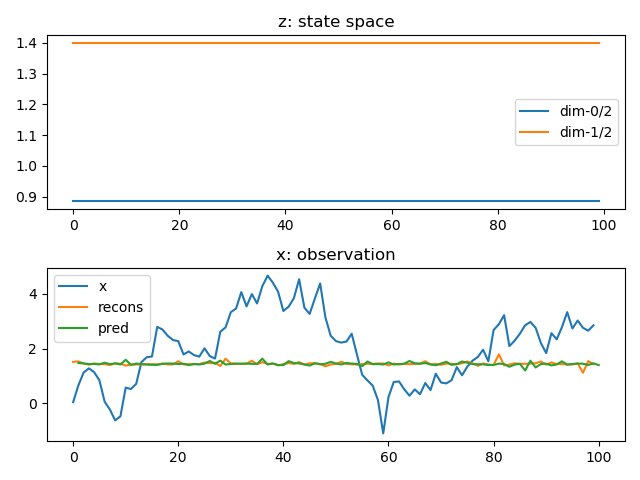 z: state space
1.4
1.3
1.2
1.1
1.0
0.9
dim-0/2
dim-1/2
0 20 40 60 80 100
x: observation
4
2
0
x
recons
pred
0 20 40 60 80 100